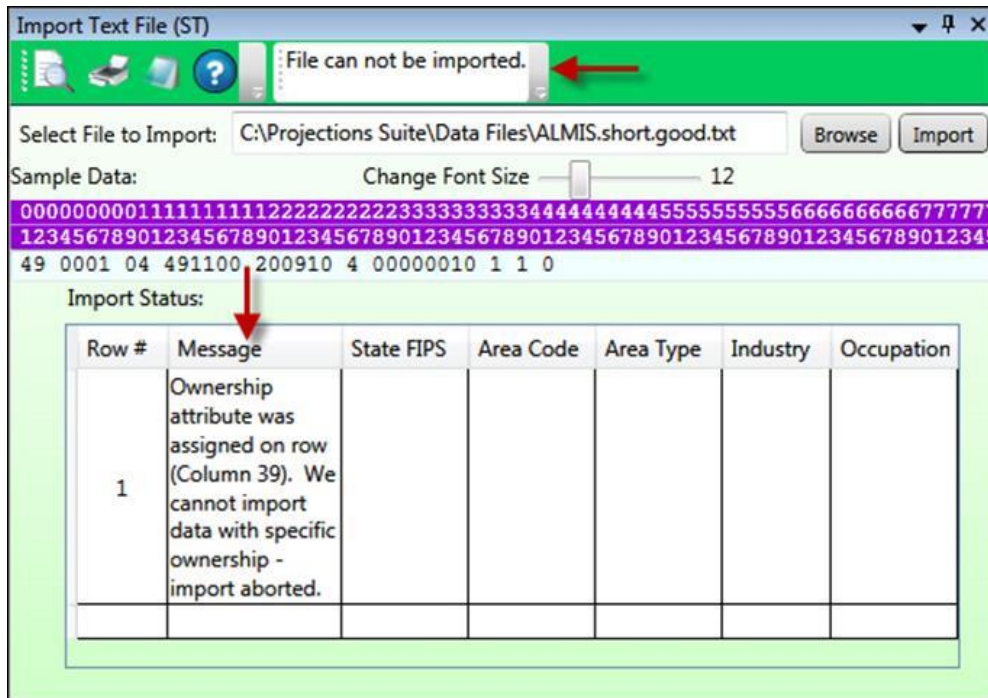 Import Text File (ST)
File can not be imported.
Select File to Import: C:\Projections Suite\Data Files\ALMIS.short.good.txt Browse Import
Sample Data: Change Font Size 12
00000000011111111112222222222333333333344444444445555555555666666666677777
12345678901234567890123456789012345678901234567890123456789012345678901234
49 0001 04 491100 200910 4 00000010 1 1 0
Import Status:
Row # Message State FIPS Area Code Area Type Industry Occupation
Ownership
attribute was
assigned on row
(Column 39). We
1 cannot import
data with specific
ownership -
import aborted.